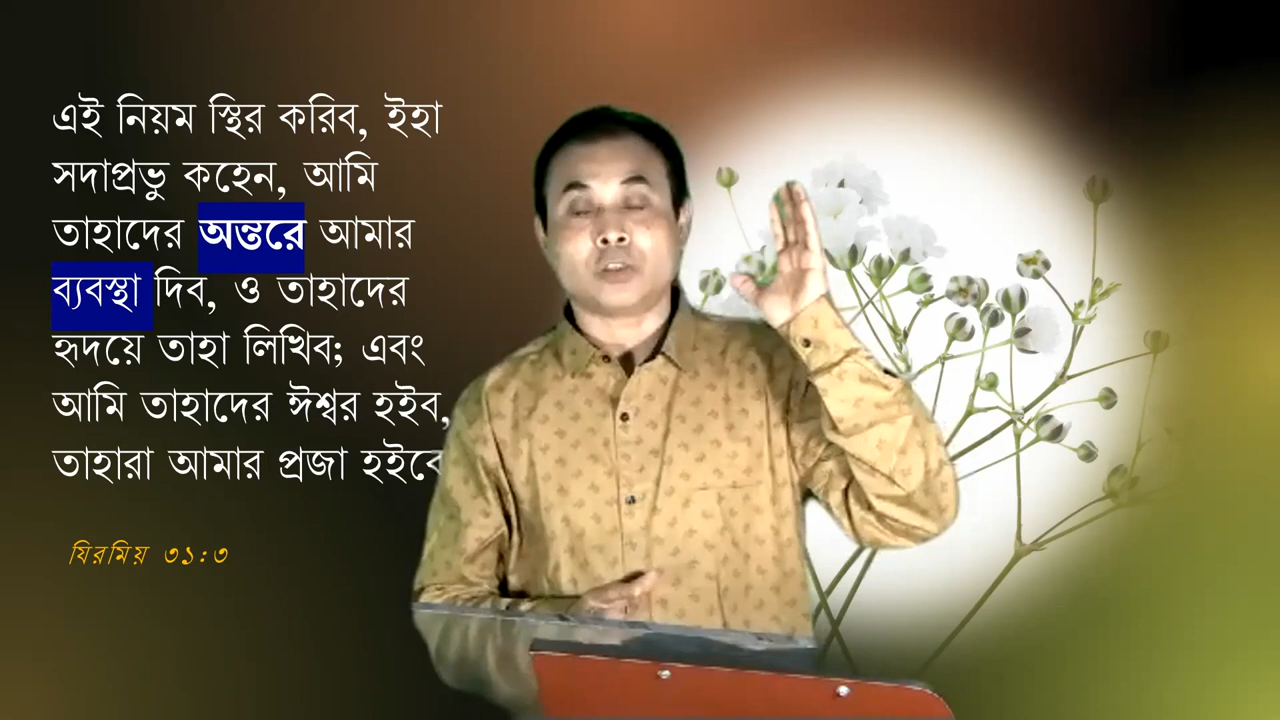 এই নিয়ম স্থির করিব, ইহা
সদাপ্রভু কহেন, আমি
তাহাদের অন্তরে আমার
ব্যবস্থা দিব, ও তাহাদের
হৃদয়ে তাহা লিখিব; এবং
আমি তাহাদের ঈশ্বর হইব,
তাহারা আমার প্রজা হইবে
যিরমিয় ৩১:৩